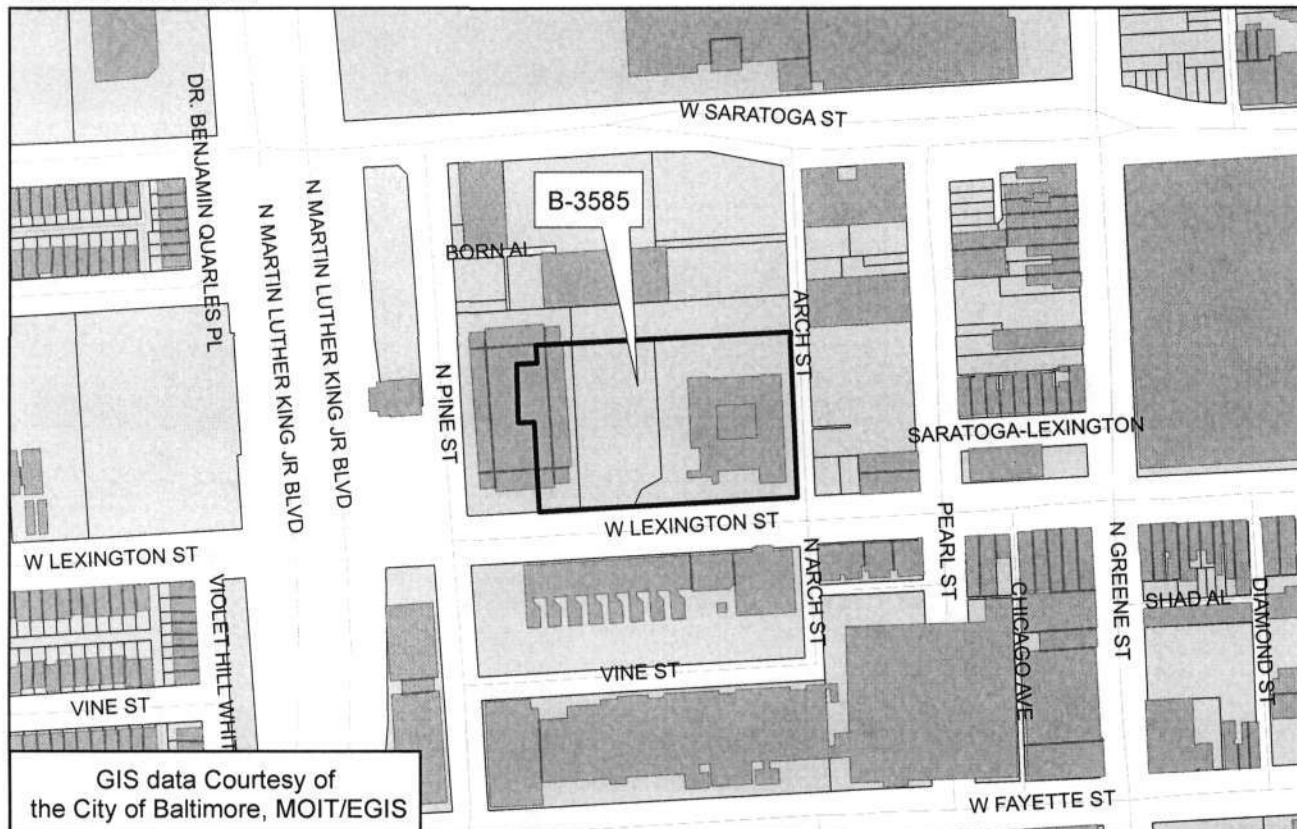 W SARATOGA ST
DR. BENJAMIN QUARLES PL
N MARTIN LUTHER KING JR BLVD
N MARTIN LUTHER KING JR BLVD
B-3585
BORN AL
ARCH ST
N PINE ST
SARATOGA-LEXINGTON
W LEXINGTON ST
W LEXINGTON ST
PEARL ST
N GREENE ST
N ARCH ST
CHICAGO AVE
SHAD AL
DIAMOND ST
VIOLET HILL WHIT
VINE ST
VINE ST
GIS data Courtesy of
the City of Baltimore, MOIT/EGIS
W FAYETTE ST